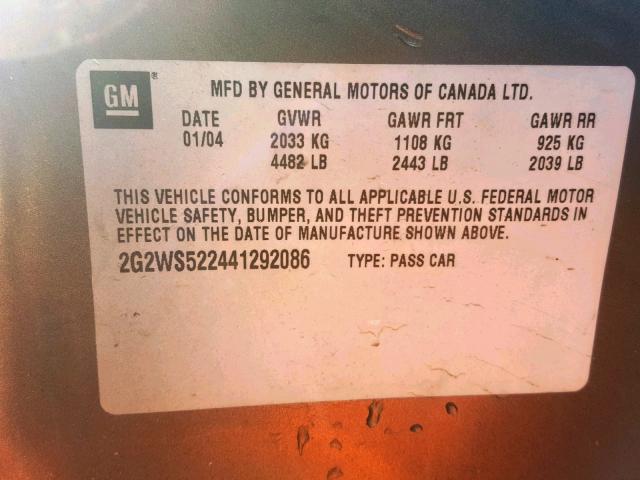 GM® MFD BY GENERAL MOTORS OF CANADA LTD.
DATE GVWR GAWR FRT GAWR RR
01/04 2033 KG 1108 KG 925 KG
4482 LB 2443 LB 2039 LB
THIS VEHICLE CONFORMS TO ALL APPLICABLE U.S. FEDERAL MOTOR
VEHICLE SAFETY, BUMPER, AND THEFT PREVENTION STANDARDS IN
EFFECT ON THE DATE OF MANUFACTURE SHOWN ABOVE.
2G2WS522441292086 TYPE: PASS CAR